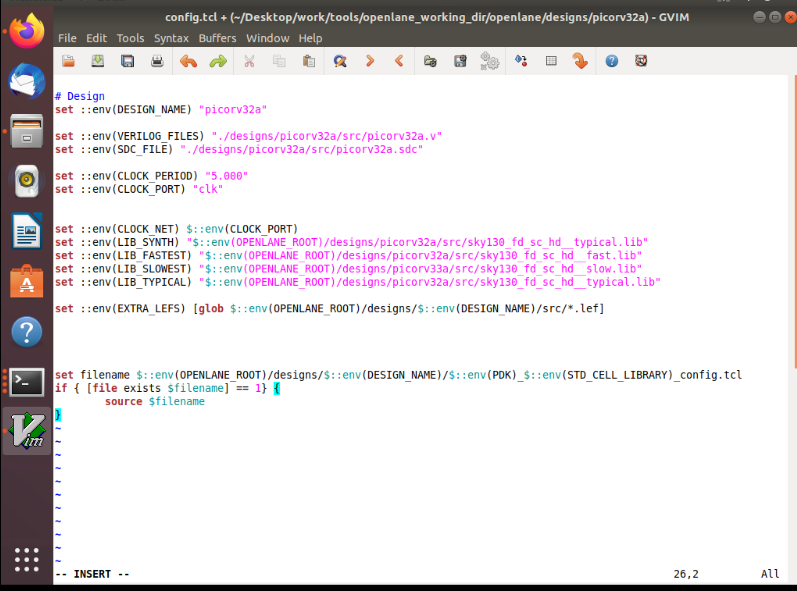 config.tcl + (~/Desktop/work/tools/openlane_working_dir/openlane/designs/picorv32a) - GVIM
File Edit Tools Syntax Buffers Window Help
# Design
set ::env(DESIGN_NAME) "picorv32a"
set ::env(VERILOG_FILES) "./designs/picorv32a/src/picorv32a.v"
set ::env(SDC_FILE) "./designs/picorv32a/src/picorv32a.sdc"
set ::env(CLOCK_PERIOD) "5.000"
set ::env(CLOCK_PORT) "clk"
set ::env(CLOCK_NET) $::env(CLOCK_PORT)
set ::env(LIB_SYNTH) "$::env(OPENLANE_ROOT)/designs/picorv32a/src/sky130_fd_sc_hd__typical.lib"
set ::env(LIB_FASTEST) "$::env(OPENLANE_ROOT)/designs/picorv32a/src/sky130_fd_sc_hd__fast.lib"
set ::env(LIB_SLOWEST) "$::env(OPENLANE_ROOT)/designs/picorv33a/src/sky130_fd_sc_hd__slow.lib"
set ::env(LIB_TYPICAL) "$::env(OPENLANE_ROOT)/designs/picorv32a/src/sky130_fd_sc_hd__typical.lib"
set ::env(EXTRA_LEFS) [glob $::env(OPENLANE_ROOT)/designs/$::env(DESIGN_NAME)/src/*.lef]
set filename $::env(OPENLANE_ROOT)/designs/$::env(DESIGN_NAME)/$::env(PDK)_$::env(STD_CELL_LIBRARY)_config.tcl
if { [file exists $filename] == 1} {
source $filename
}
~
~
~
~
~
~
~
~
~
~
~
-- INSERT -- 26,2 All